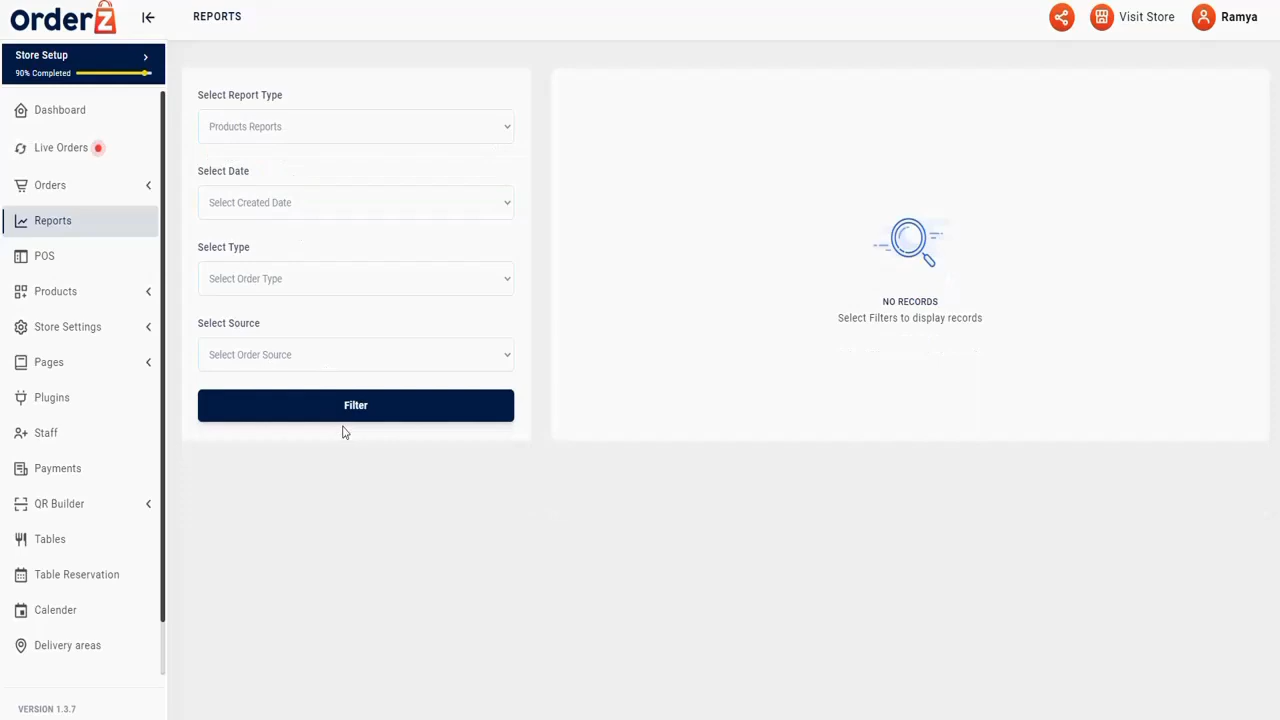 OrderZ
REPORTS
Visit Store
Ramya
Store Setup
90% Completed
Dashboard
Live Orders
Orders
Reports
POS
Products
Store Settings
Pages
Plugins
Staff
Payments
QR Builder
Tables
Table Reservation
Calender
Delivery areas
VERSION 1.3.7
Select Report Type
Products Reports
Select Date
Select Created Date
Select Type
Select Order Type
Select Source
Select Order Source
Filter
NO RECORDS
Select Filters to display records